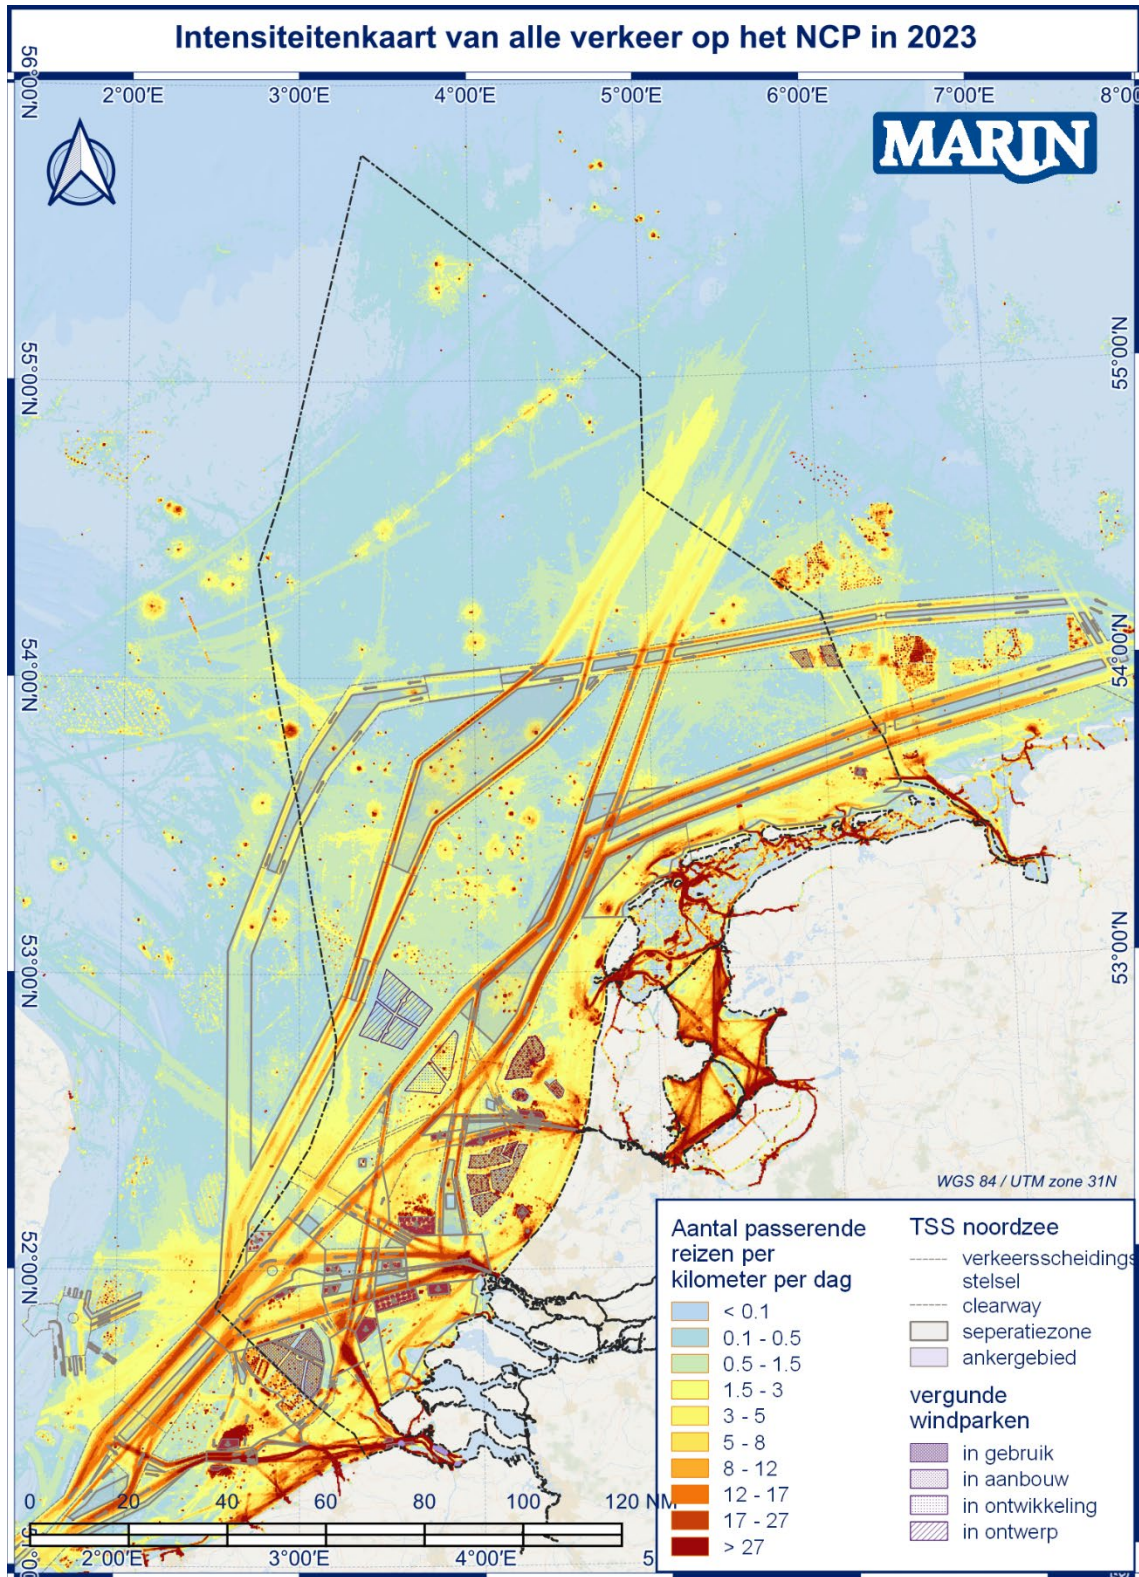 Intensiteitenkaart van alle verkeer op het NCP in 2023
56°00'N
2°00'E 3°00'E 4°00'E 5°00'E 6°00'E 7°00'E 8°0
MARIN
55°00'N
55°00'N
54°00'N
54°00'N
53°00'N
53°00'N
WGS 84 / UTM zone 31N
52°00'N
Aantal passerende
reizen per
kilometer per dag
< 0.1
0.1 - 0.5
0.5 - 1.5
1.5 - 3
3 - 5
5 - 8
8 - 12
12 - 17
17 - 27
> 27
TSS noordzee
verkeersscheidings
stelsel
clearway
seperatiezone
ankergebied
vergunde
windparken
in gebruik
in aanbouw
in ontwikkeling
in ontwerp
0 20 40 60 80 100 120 NM
2°00'E 3°00'E 4°00'E 5